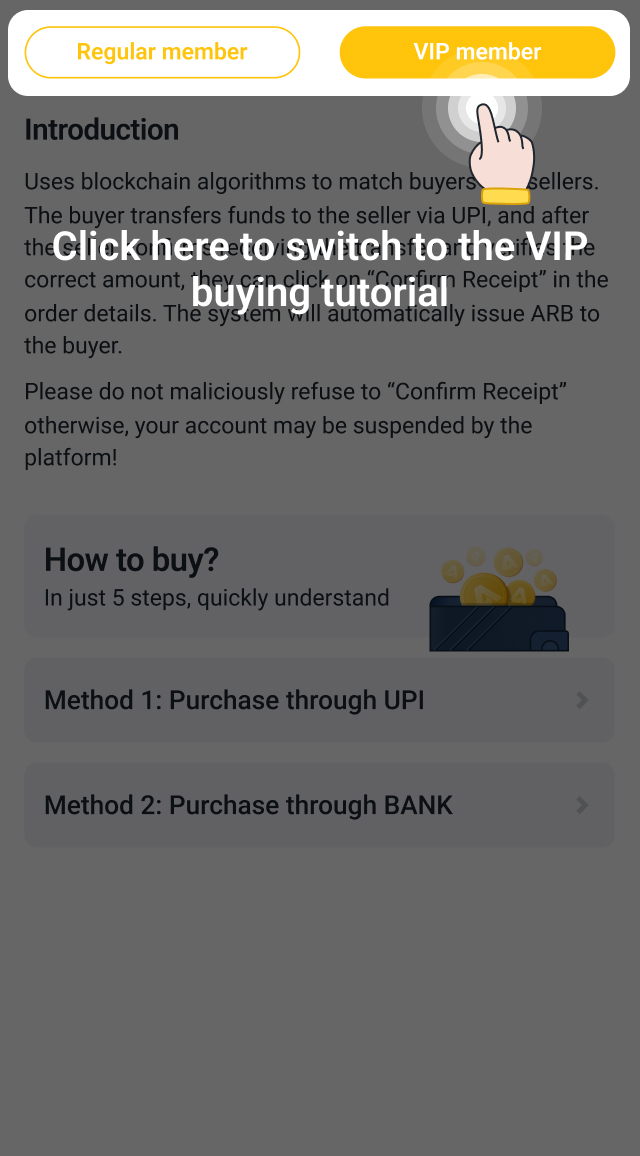 Regular member
VIP member
Introduction
Uses blockchain algorithms to match buyers sellers.
The buyer transfers funds to the seller via UPI, and after
Click here to switch to the VIP
correct amount, they can click on “Confirm Receipt” in the
buying tutorial
order details. The system will automatically issue ARB to
the buyer.
Please do not maliciously refuse to “Confirm Receipt”
otherwise, your account may be suspended by the
platform!
How to buy?
In just 5 steps, quickly understand
Method 1: Purchase through UPI
Method 2: Purchase through BANK